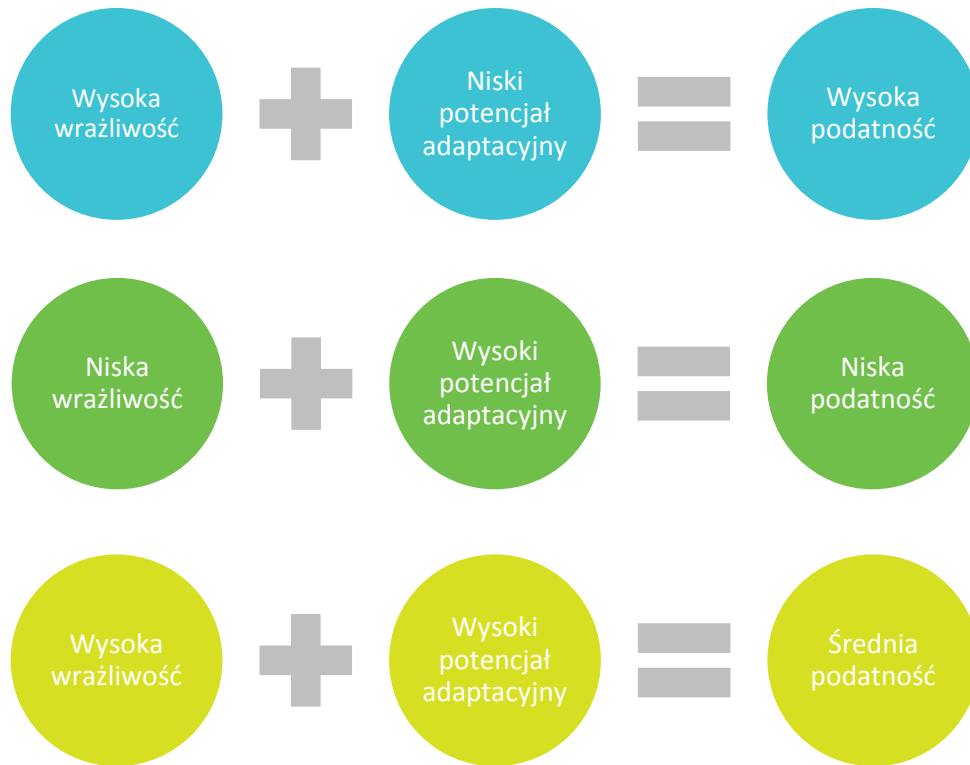 Wysoka
wrażliwość
Niski
potencjał
adaptacyjny
Wysoka
podatność
Niska
wrażliwość
Wysoki
potencjał
adaptacyjny
Niska
podatność
Wysoka
wrażliwość
Wysoki
potencjał
adaptacyjny
Średnia
podatność